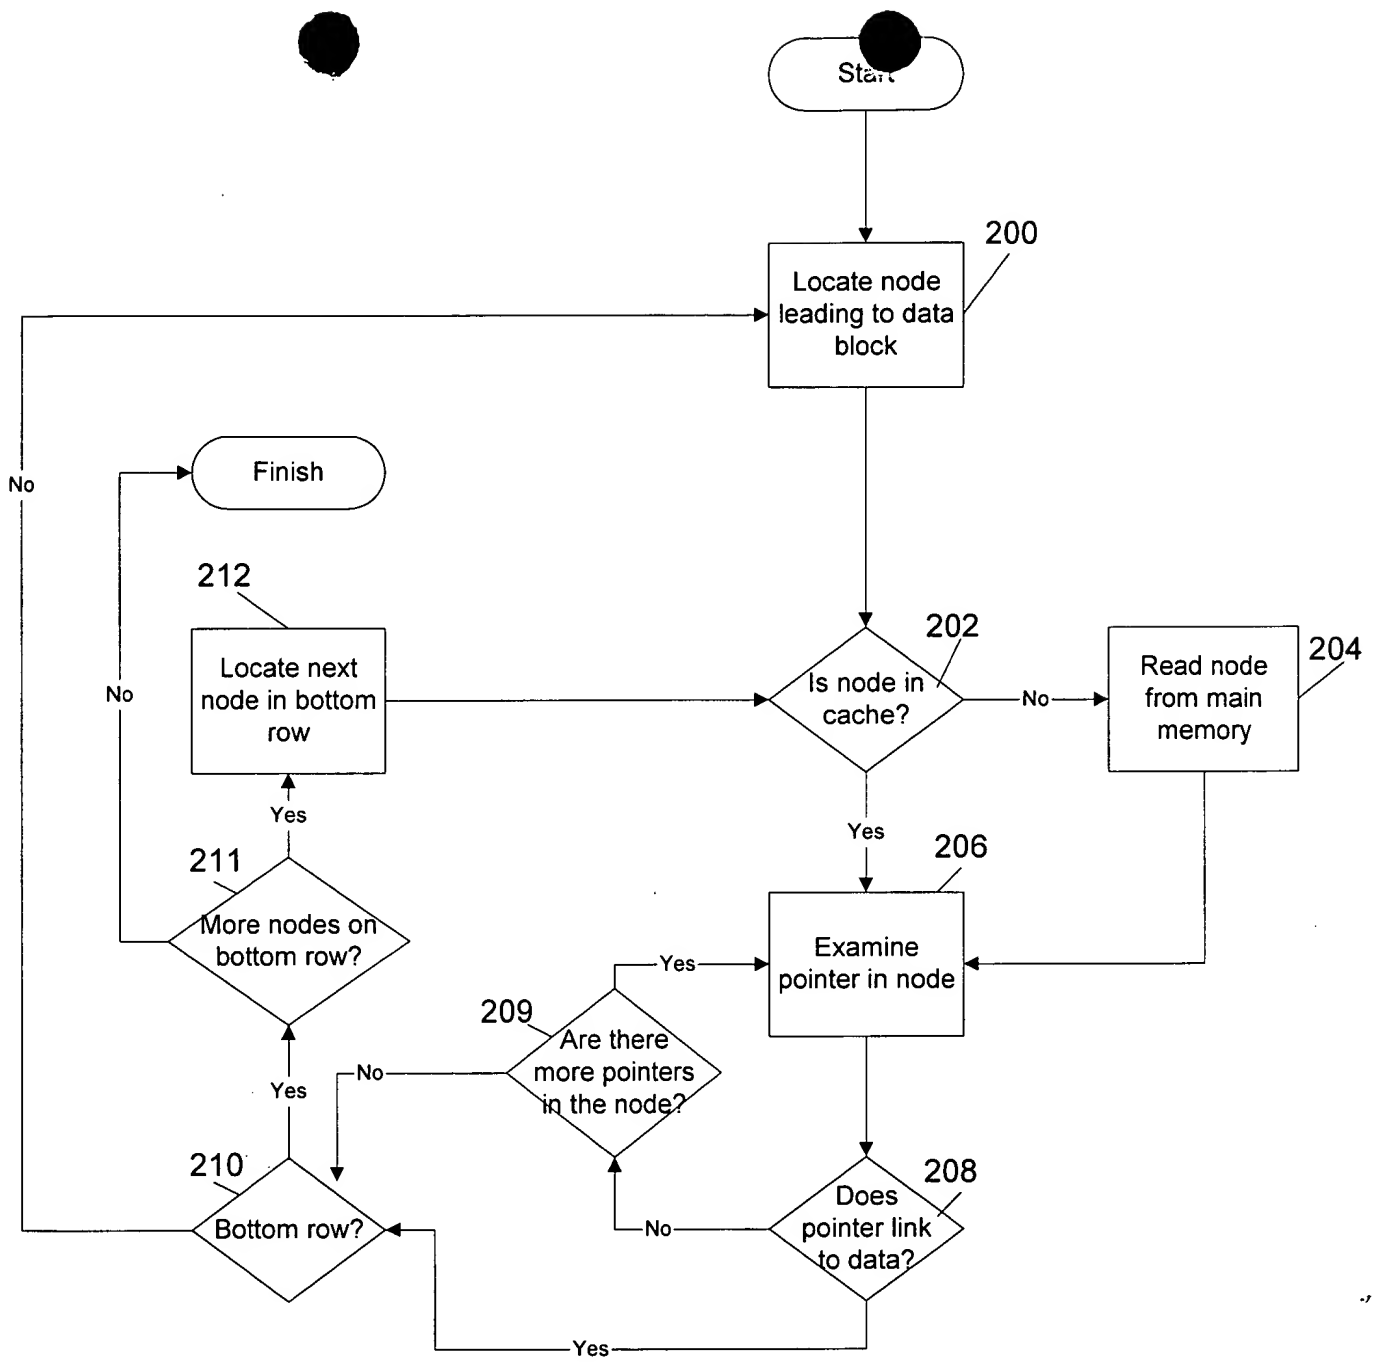 Start
200
Locate node
leading to data
block
No
Finish
212
Locate next
node in bottom
row
202
Is node in
cache?
No
204
Read node
from main
memory
No
Yes
Yes
211
More nodes on
bottom row?
206
Examine
pointer in node
Yes
209
Are there
more pointers
in the node?
No
Yes
210
Bottom row?
208
Does
pointer link
to data?
No
Yes